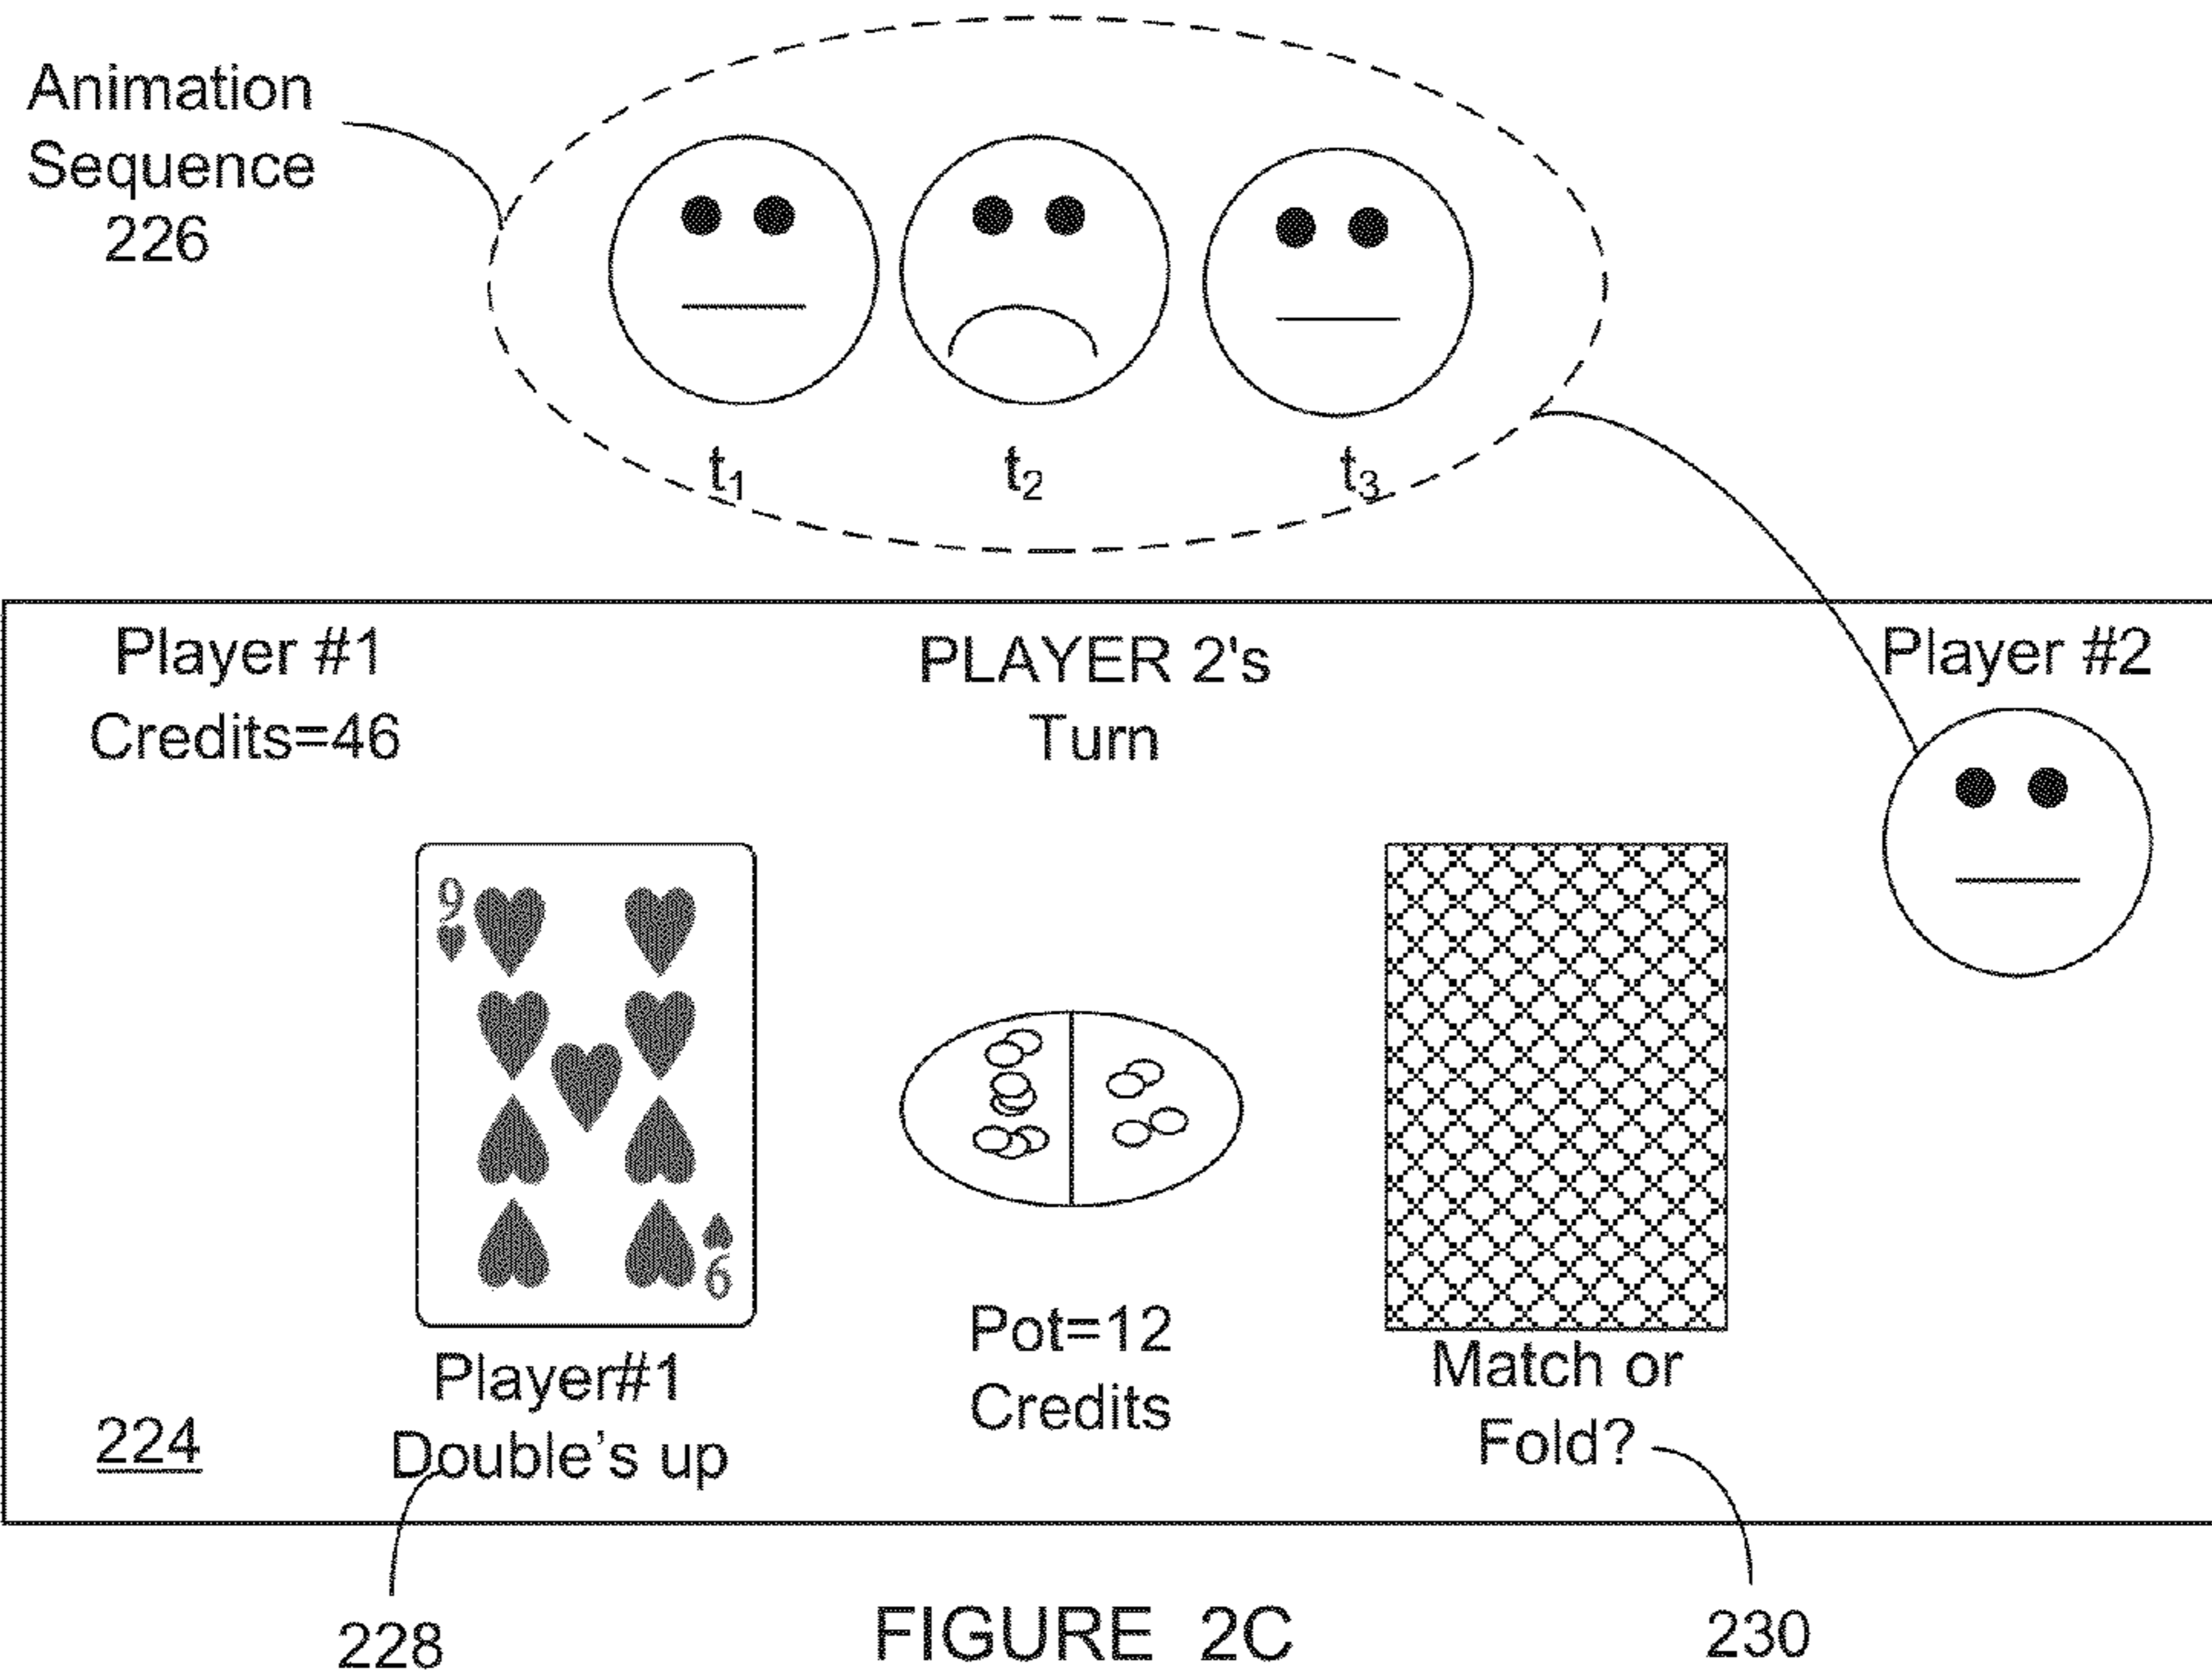 Animation
Sequence
226
t1
t2
t3
Player #1
Credits=46
PLAYER 2's
Turn
Player #2
9
9
Pot=12
Credits
Player#1
Double's up
Match or
Fold?
224
228
FIGURE 2C
230